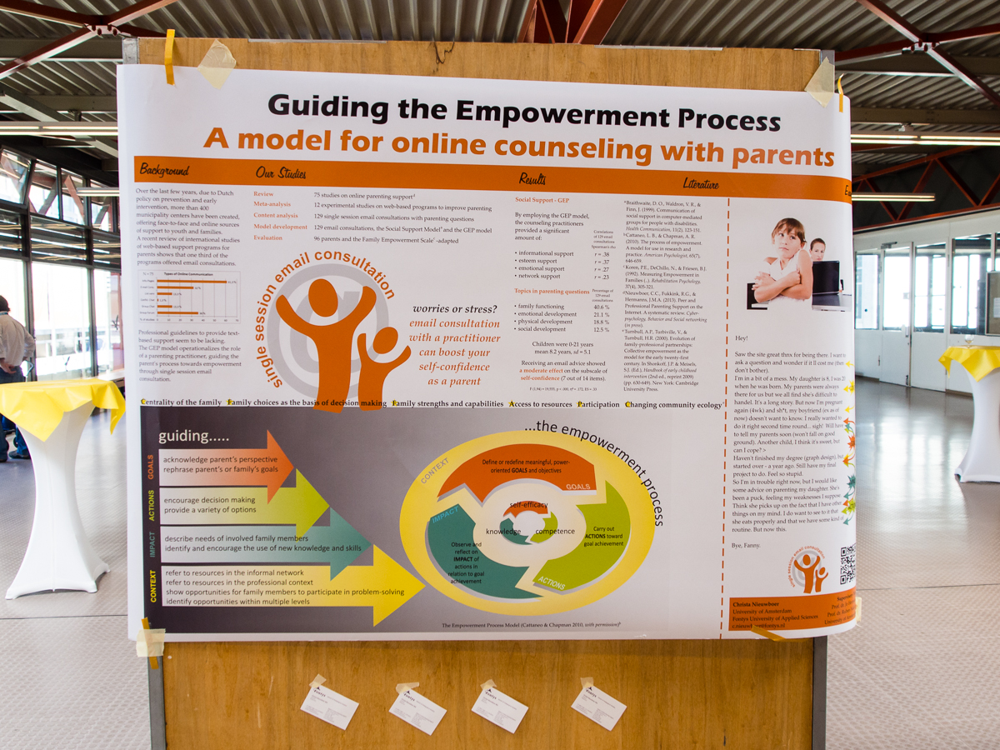 Guiding the Empowerment Process
A model for online counseling with parents
Background
Our Studies
Results
Literature
Over the last few years, due to Dutch
policy on prevention and early
intervention, more than 400
municipality centers have been created,
offering face-to-face and online sources
of support to youth and families.
A recent review of international studies
of web-based support programs for
parents shows that one third of the
programs offered email consultations.
Types of Online Communication
Professional guidelines to provide text-
based support seem to be lacking.
The GEP model operationalizes the role
of a parenting practitioner, guiding the
parent's process towards empowerment
through single session email
consultation.
Review 75 studies on online parenting support
Meta-analysis 12 experimental studies on web-based programs to improve parenting
Content analysis 129 single session email consultations with parenting questions
Model development 129 email consultations, the Social Support Model and the GEP model
Evaluation 96 parents and the Family Empowerment Scale -adapted
single session email consultation
worries or stress?
email consultation
with a practitioner
can boost your
self-confidence
as a parent
Social Support - GEP
By employing the GEP model,
the counseling practitioners
provided a significant
amount of:
Correlations
of 129 email
consultations
• informational support r = .38
• esteem support r = .37
• emotional support r = .27
• network support r = .23
Topics in parenting questions
Percentage of
129 email
consultations
• family functioning 40.6 %
• emotional development 21.1 %
• physical development 18.8 %
• social development 12.5 %
Children were 0-21 years
mean 8.2 years, sd = 5.1
Receiving an email advice showed
a moderate effect on the subscale of
self-confidence (7 out of 14 items).
Braithwaite, D. O., Waldron, V. R., &
Finn, J. (1999). Communication of
social support in computer-mediated
groups for people with disabilities.
Health Communication, 11(2), 123-151.
Cattaneo, L. B., & Chapman, A. R.
(2010). The process of empowerment.
A model for use in research and
practice. American Psychologist, 65(7),
646-659.
Koren, P.E., DeChillo, N., & Friesen, B.J.
(1992). Measuring Empowerment in
Families (..). Rehabilitation Psychology,
37(4), 305-321.
Nieuwboer, C.C., Fukkink, R.G., &
Hermanns, J.M.A. (2013). Peer and
Professional Parenting Support on the
Internet. A systematic review. Cyber-
psychology, Behavior and Social networking
(in press).
Turnbull, A.P., Turbiville, V., &
Turnbull, H.R. (2000). Evolution of
family-professional partnerships:
Collective empowerment as the
model for the early twenty-first
century. In Shonkoff, J.P. & Meisels,
S.J. (Ed.), Handbook of early childhood
intervention (2nd ed., reprint 2009)
(pp. 630-649). New York: Cambridge
University Press.
Centrality of the family Family choices as the basis of decision making Family strengths and capabilities Access to resources Participation Changing community ecology
guiding.....
GOALS
acknowledge parent's perspective
rephrase parent's or family's goals
ACTIONS
encourage decision making
provide a variety of options
IMPACT
describe needs of involved family members
identify and encourage the use of new knowledge and skills
CONTEXT
refer to resources in the informal network
refer to resources in the professional context
show opportunities for family members to participate in problem-solving
identify opportunities within multiple levels
...the empowerment process
CONTEXT
Define or redefine meaningful, power-
oriented GOALS and objectives
GOALS
IMPACT
self-efficacy
knowledge competence
Carry out
ACTIONS toward
goal achievement
Observe and
reflect on
IMPACT of
actions in
relation to goal
achievement
ACTIONS
The Empowerment Process Model (Cattaneo & Chapman 2010, with permission)
Hey!
Saw the site great thnx for being there. I want to
ask a question and wonder if it ll cost me (then
don't bother).
I'm in a bit of a mess. My daughter is 8, I was
when he was born. My parents were always
there for us but we all find she's difficult to
handel. It's a long story. But now I'm pregnant
again (4wk) and sh*t, my boyfriend (ex as of
now) doesn't want to know. I really wanted to
do it right second time round... sigh! Will have
to tell my parents soon (won't fall on good
ground). Another child, I think it's sweet, but
can I cope? >
Haven't finished my degree (graph design), but
started over - a year ago. Still have my final
project to do. Feel so stupid.
So I'm in trouble right now, but I would like
some advice on parenting my daughter. She's
been a puck, feeling my weaknesses I suppose.
Think she picks up on the fact that I have other
things on my mind. I do want to see it that
she eats properly and that we have some kind of
routine. But now this.
Bye, Fanny.
single session email consultation
Christa Nieuwboer
University of Amsterdam
Fontys University of Applied Sciences
Fontys
Fontys
Fontys
Fontys